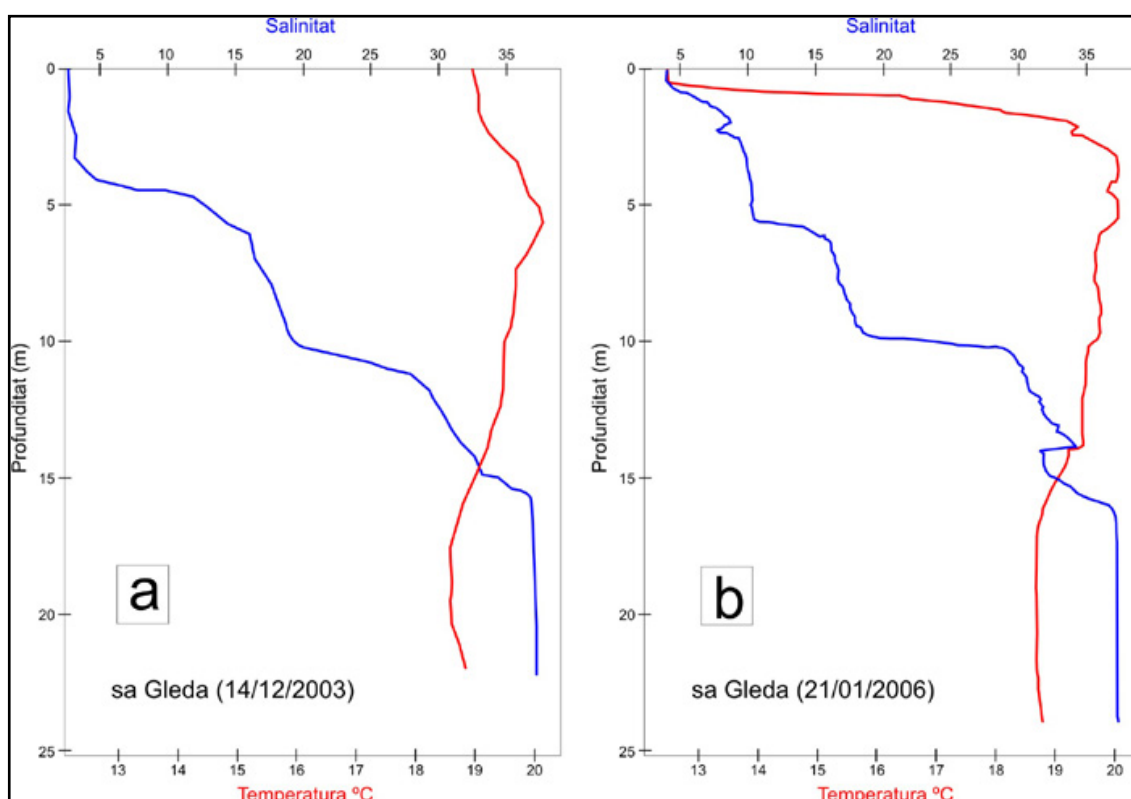 Salinitat
5 10 15 20 25 30 35
0
5
10
15
20
25
Profunditat (m)
a
sa Gleda (14/12/2003)
13 14 15 16 17 18 19 20
Temperatura ºC
Salinitat
5 10 15 20 25 30 35
0
5
10
15
20
25
Profunditat (m)
b
sa Gleda (21/01/2006)
13 14 15 16 17 18 19 20
Temperatura ºC